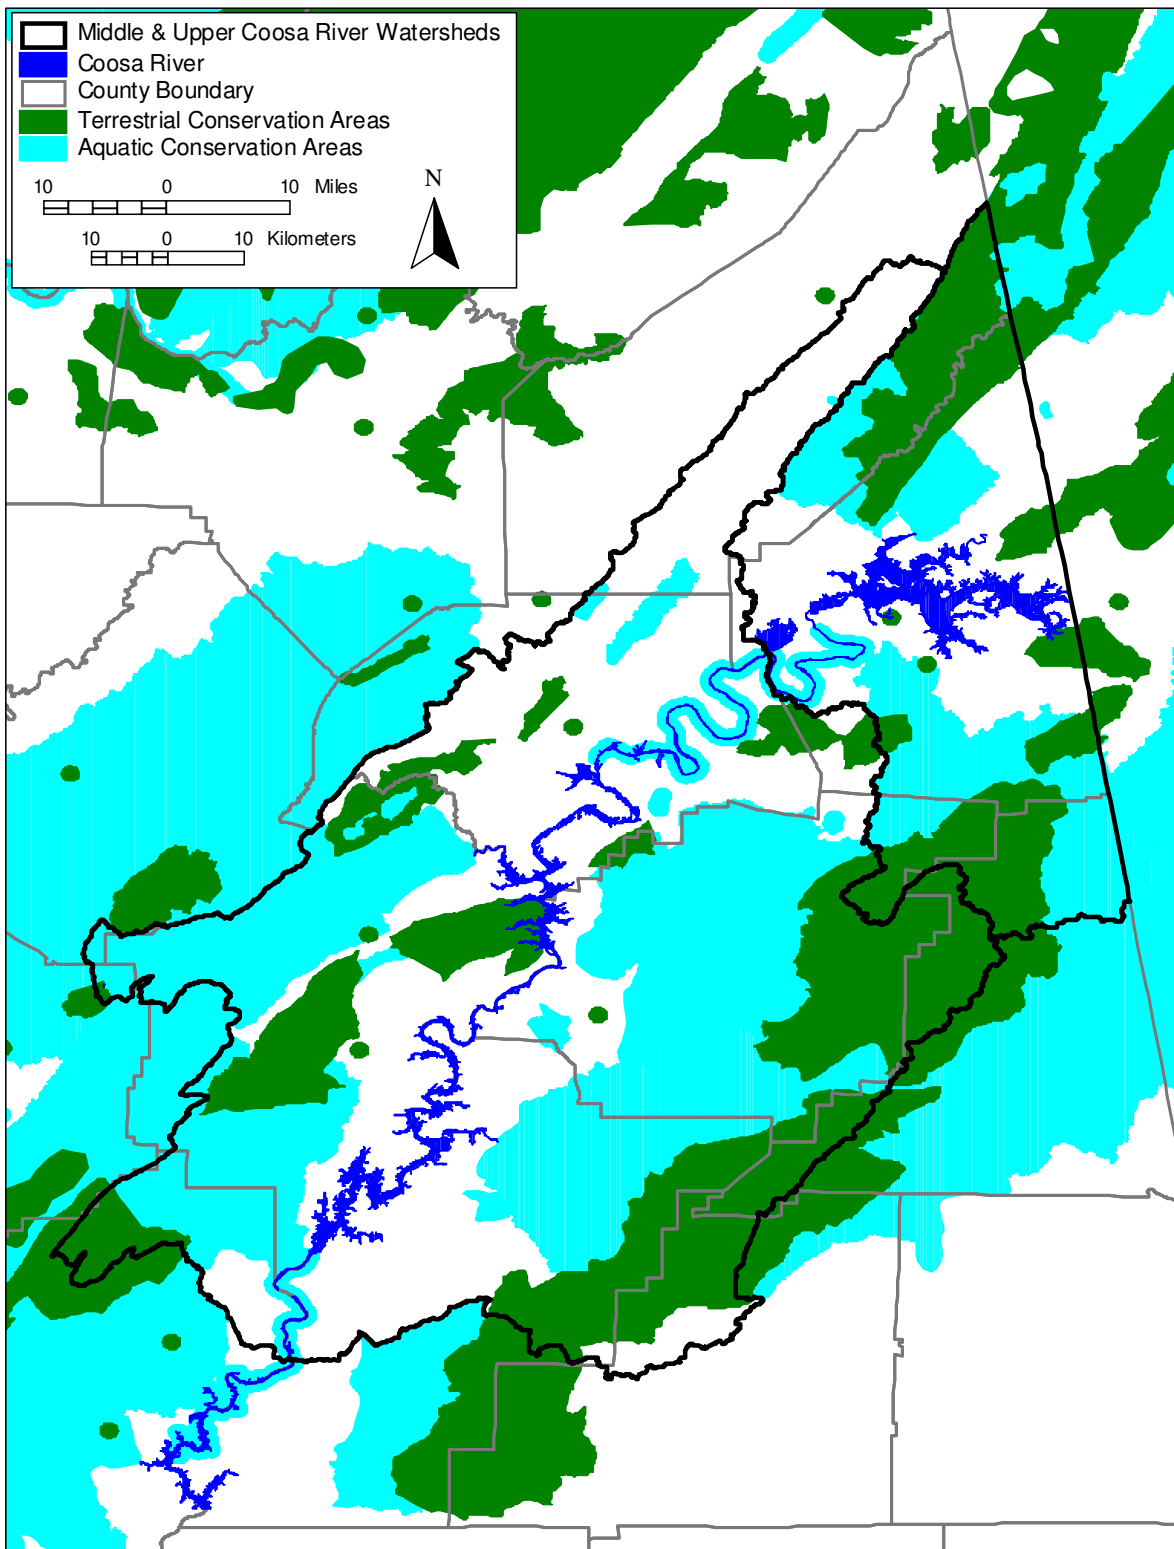 Middle & Upper Coosa River Watersheds
Coosa River
County Boundary
Terrestrial Conservation Areas
Aquatic Conservation Areas
10 0 10 Miles
10 0 10 Kilometers
N